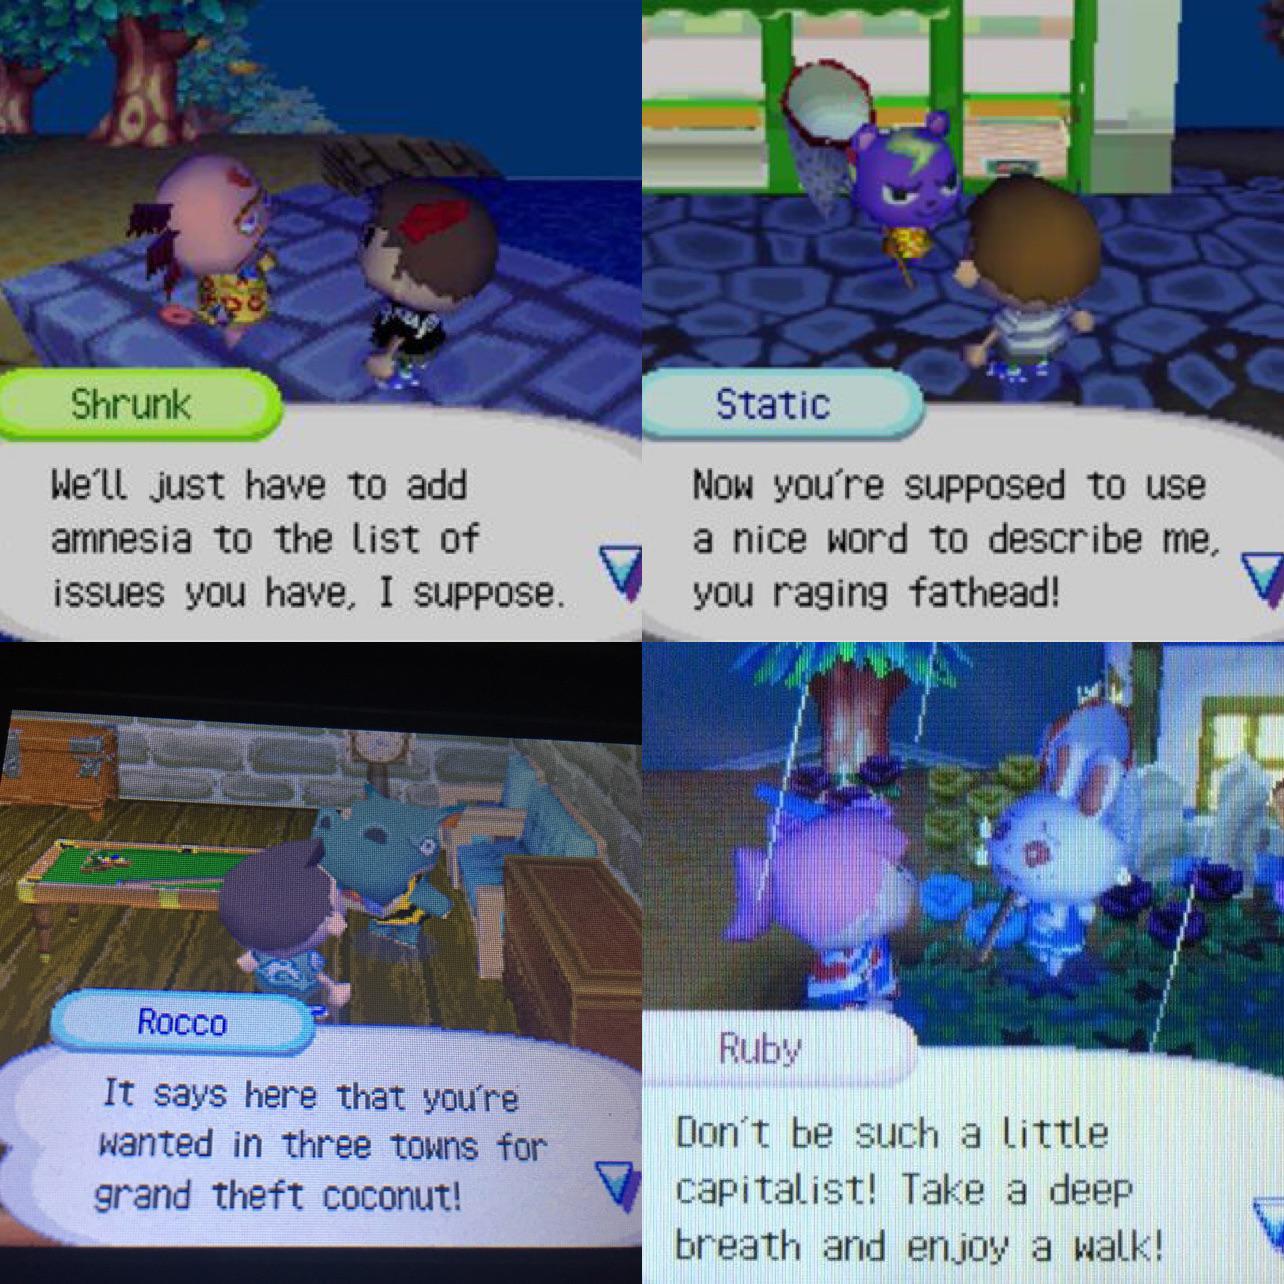 Shrunk
We'll just have to add
amnesia to the list of
issues you have, I suppose.
Static
Now you're supposed to use
a nice word to describe me,
you raging fathead!
Rocco
It says here that you're
wanted in three towns for
grand theft coconut!
Ruby
Don't be such a little
capitalist! Take a deep
breath and enjoy a walk!